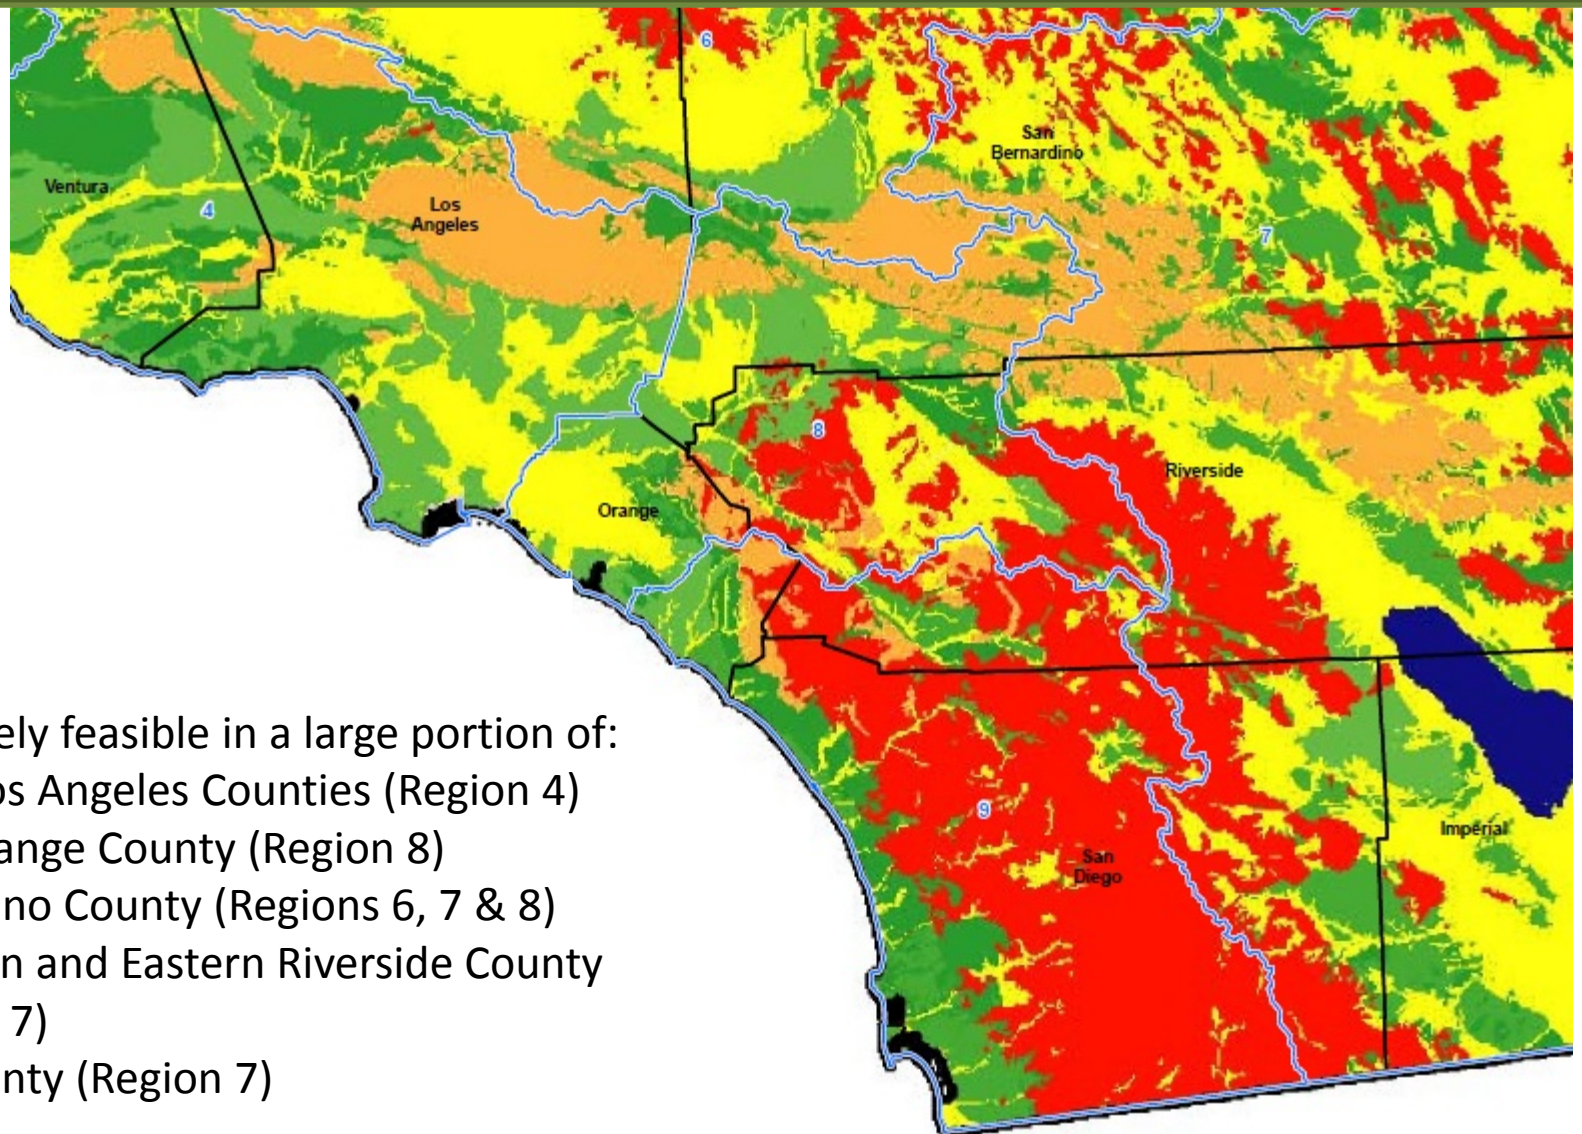 6
San
Bernardino
Ventura
4
Los
Angeles
7
8
Riverside
Orange
ely feasible in a large portion of:
os Angeles Counties (Region 4)
ange County (Region 8)
no County (Regions 6, 7 & 8)
n and Eastern Riverside County
7)
nty (Region 7)
9
San
Diego
Imperial